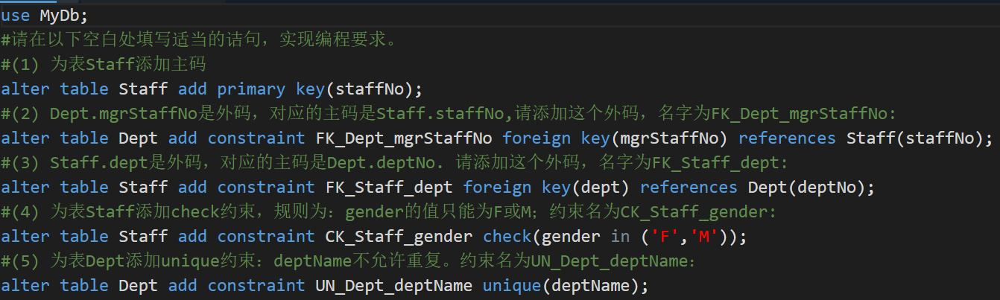 use MyDb;
#请在以下空白处填写适当的诘句，实现编程要求。
#(1) 为表Staff添加主码
alter table Staff add primary key(staffNo);
#(2) Dept.mgrStaffNo是外码，对应的主码是Staff.staffNo,请添加这个外码，名字为FK_Dept_mgrStaffNo:
alter table Dept add constraint FK_Dept_mgrStaffNo foreign key(mgrStaffNo) references Staff(staffNo);
#(3) Staff.dept是外码，对应的主码是Dept.deptNo. 请添加这个外码，名字为FK_Staff_dept:
alter table Staff add constraint FK_Staff_dept foreign key(dept) references Dept(deptNo);
#(4) 为表Staff添加check约束，规则为：gender的值只能为F或M；约束名为CK_Staff_gender:
alter table Staff add constraint CK_Staff_gender check(gender in ('F','M'));
#(5) 为表Dept添加unique约束：deptName不允许重复。约束名为UN_Dept_deptName：
alter table Dept add constraint UN_Dept_deptName unique(deptName);